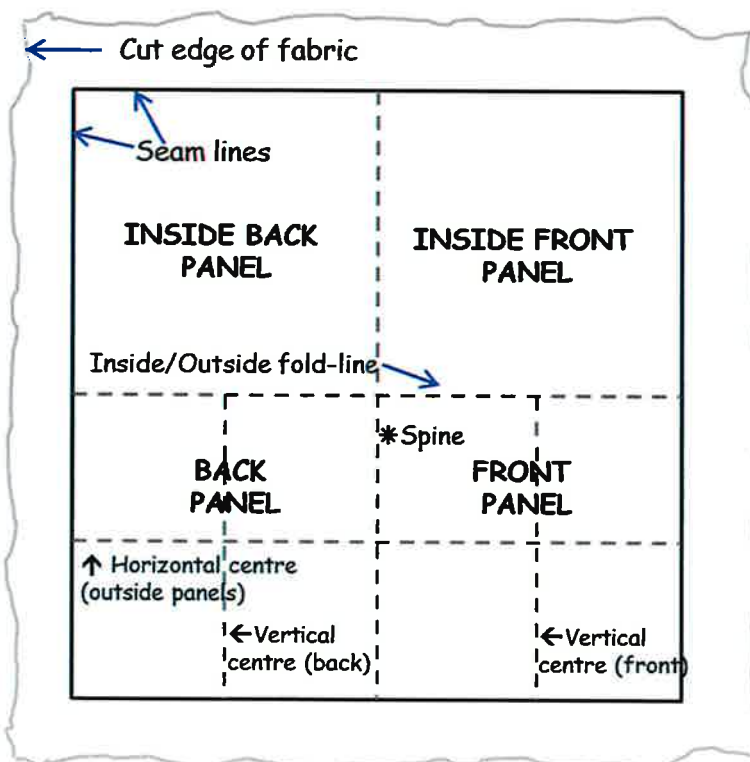 ← Cut edge of fabric
Seam lines
INSIDE BACK
PANEL
INSIDE FRONT
PANEL
Inside/Outside fold-line
*Spine
BACK
PANEL
FRONT
PANEL
↑ Horizontal centre
(outside panels)
←Vertical
centre (back)
←Vertical
centre (front)